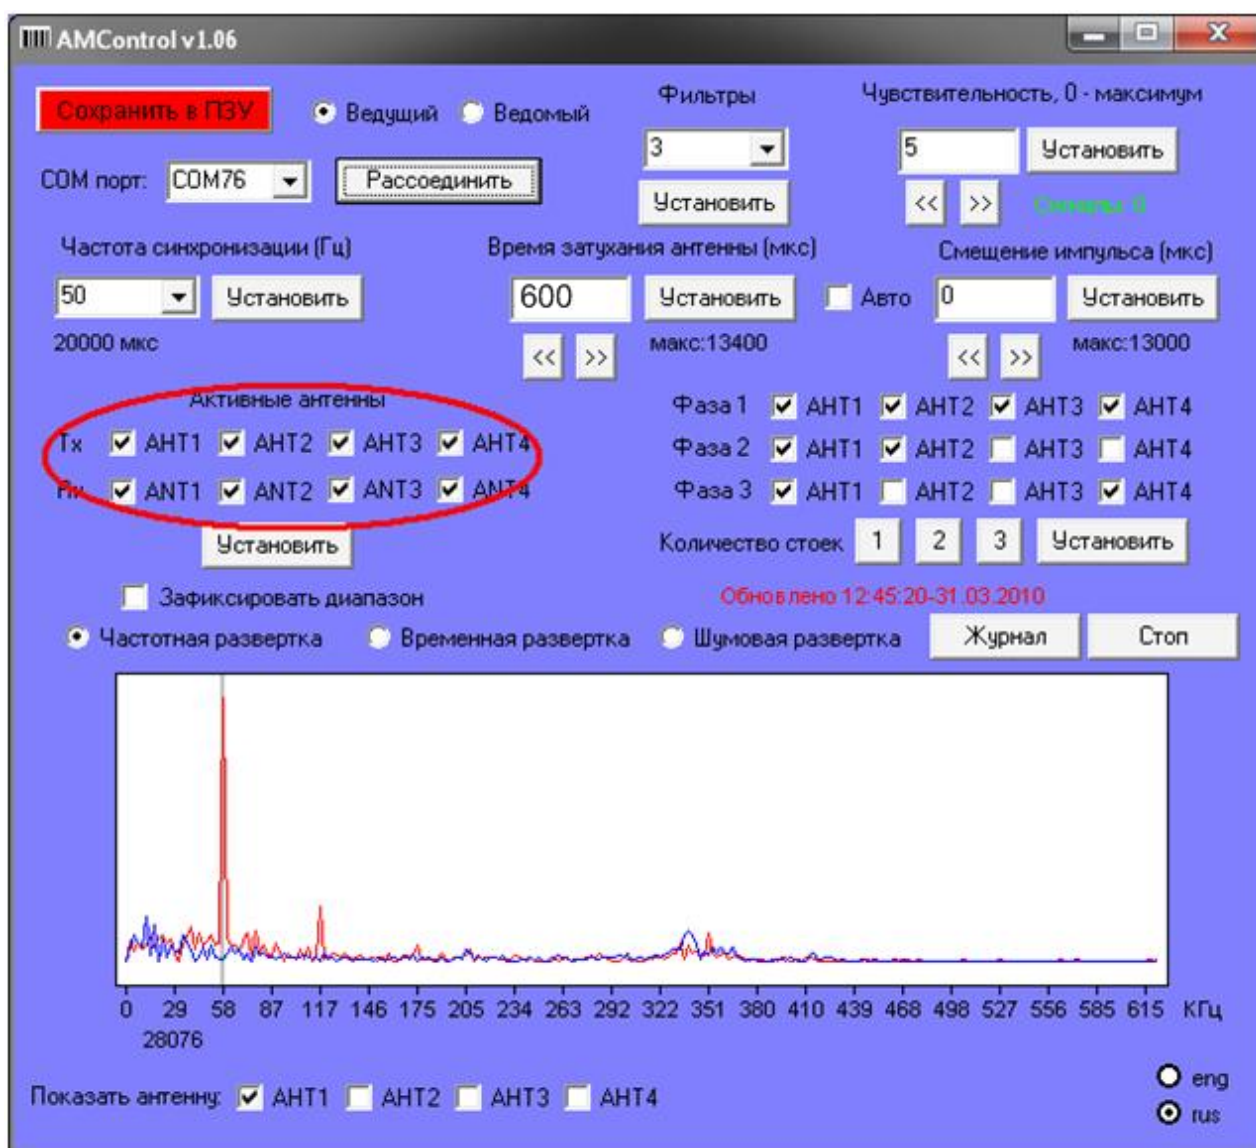 AMControl v1.06
Сохранить в ПЗУ Ведущий Ведомый Фильтры Чувствительность, 0 - максимум
3 5 Установить
COM порт: COM76 Рассоединить
Установить << >> Сигналы: 0
Частота синхронизации (Гц) Время затухания антенны (мкс) Смещение импульса (мкс)
50 Установить 600 Установить Авто 0 Установить
20000 мкс << >> макс:13400 << >> макс:13000
Активные антенны Фаза 1 АНТ1 АНТ2 АНТ3 АНТ4
Tx АНТ1 АНТ2 АНТ3 АНТ4 Фаза 2 АНТ1 АНТ2 АНТ3 АНТ4
Rx ANT1 ANT2 ANT3 ANT4 Фаза 3 АНТ1 АНТ2 АНТ3 АНТ4
Установить Количество стоек 1 2 3 Установить
Зафиксировать диапазон Обновлено 12:45:20-31.03.2010
Частотная развертка Временная развертка Шумовая развертка Журнал Стоп
0 29 58 87 117 146 175 205 234 263 292 322 351 380 410 439 468 498 527 556 585 615 КГц
28076
Показать антенну: АНТ1 АНТ2 АНТ3 АНТ4
eng
rus